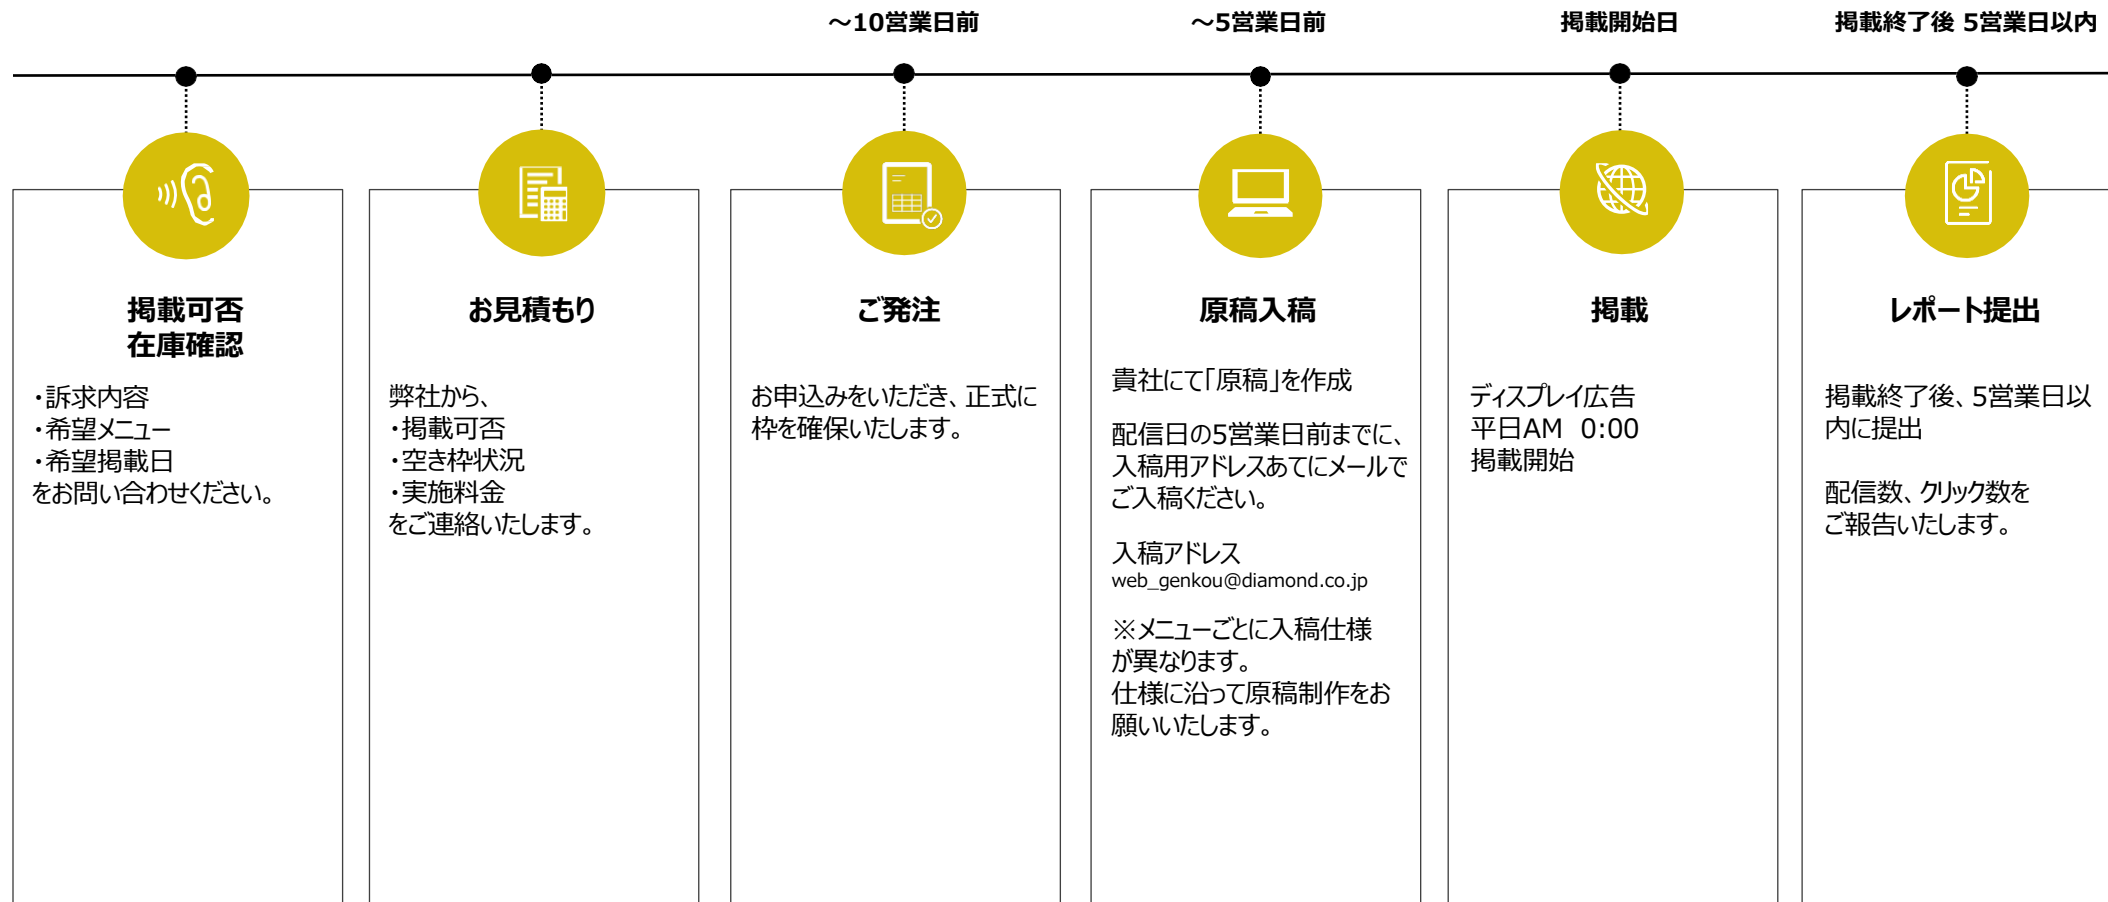 ～10営業日前
～5営業日前
掲載開始日
掲載終了後 5営業日以内
掲載可否
在庫確認
・訴求内容
・希望メニュー
・希望掲載日
をお問い合わせください。
お見積もり
弊社から、
・掲載可否
・空き枠状況
・実施料金
をご連絡いたします。
ご発注
お申込みをいただき、正式に
枠を確保いたします。
原稿入稿
貴社にて「原稿」を作成
配信日の5営業日前までに、
入稿用アドレスあてにメールで
ご入稿ください。
入稿アドレス
web_genkou@diamond.co.jp
※メニューごとに入稿仕様
が異なります。
仕様に沿って原稿制作をお
願いいたします。
掲載
ディスプレイ広告
平日AM 0:00
掲載開始
レポート提出
掲載終了後、5営業日以
内に提出
配信数、クリック数を
ご報告いたします。